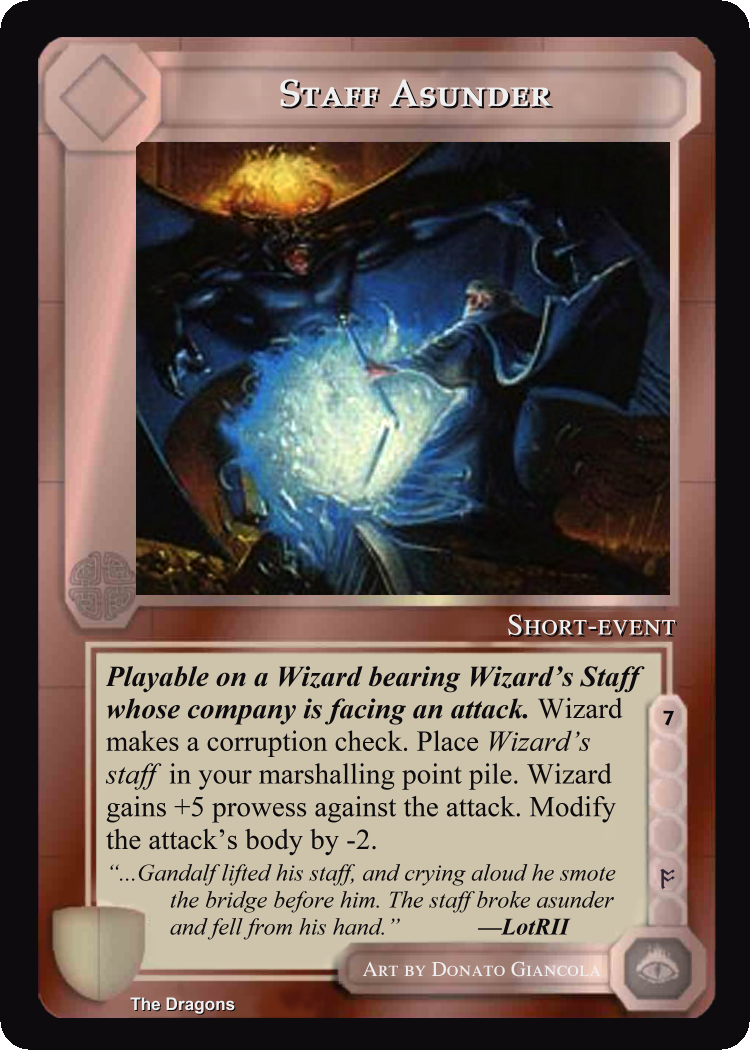 Staff Asunder
Short-event
Playable on a Wizard bearing Wizard's Staff
whose company is facing an attack. Wizard
makes a corruption check. Place Wizard's
staff in your marshalling point pile. Wizard
gains +5 prowess against the attack. Modify
the attack's body by -2.
7
“...Gandalf lifted his staff, and crying aloud he smote
the bridge before him. The staff broke asunder
and fell from his hand.” —LotRII
Art by Donato Giancola
The Dragons